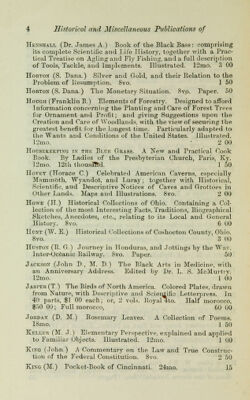 4 Historical and Miscellaneous Publications of
HENSHALL (Dr. James A.) Book of the Black Bass: comprising
its complete Scientific and Life History, together with a Prac-
tical Treatise on Agling and Fly Fishing, and a full description
of Tools, Tackle, and Implements. Illustrated. 12mo. 3 00
HORTON (S. Dana.) Silver and Gold, and their Relation to the
Problem of Resumption. 8vo. 1 50
HORTON (S. Dana.) The Monetary Situation. 8vo. Paper. 50
HOUGH (Franklin B.) Elements of Forestry. Designed to afford
Information concerning the Planting and Care of Forest Trees
for Ornament and Profit; and giving Suggestions upon the
Creation and Care of Woodlands, with the view of securing the
greatest benefit for the longest time. Particularly adapted to
the Wants and Conditions of the United States. Illustrated.
12mo. 2 00
HOUSEKEEPING IN THE BLUE GRASS. A New and Practical Cook
Book. By Ladies of the Presbyterian Church, Paris, Ky.
12mo. 12th thousand. 1 50
HOVEY (Horace C.) Celebrated American Caverns, especially
Mammoth, Wyandot, and Luray; together with Historical,
Scientific, and Descriptive Notices of Caves and Grottoes in
Other Lands. Maps and Illustrations. 8vo. 2 00
HOWE (H.) Historical Collections of Ohio. Containing a Col-
lection of the most Interesting Facts, Traditions, Biographical
Sketches, Anecdotes, etc., relating to its Local and General
History. 8vo. 6 00
HUNT (W. E.) Historical Collections of Coshocton County, Ohio.
8vo. 3 00
HUSTON (R. G.) Journey in Honduras, and Jottings by the Way.
Inter-Oceanic Railway. 8vo. Paper. 50
JACKSON (John D., M. D.) The Black Arts in Medicine, with
an Anniversary Address. Edited by Dr. L. S. McMurtry.
12mo. 1 00
JASPER (T.) The Birds of North America. Colored Plates, drawn
from Nature, with Descriptive and Scientific Letterpress. In
40 parts, $1 00 each; or, 2 vols. Royal 4to. Half morocco,
$50 00; Full morocco, 60 00
JORDAN (D. M.) Rosemary Leaves. A Collection of Poems.
18mo. 1 50
KELLER (M. J.) Elementary Perspective, explained and applied
to Familiar Objects. Illustrated. 12mo. 1 00
KING (John.) A Commentary on the Law and True Construc-
tion of the Federal Constitution. 8vo. 2 50
KING (M.) Pocket-Book of Cincinnati. 24mo. 15